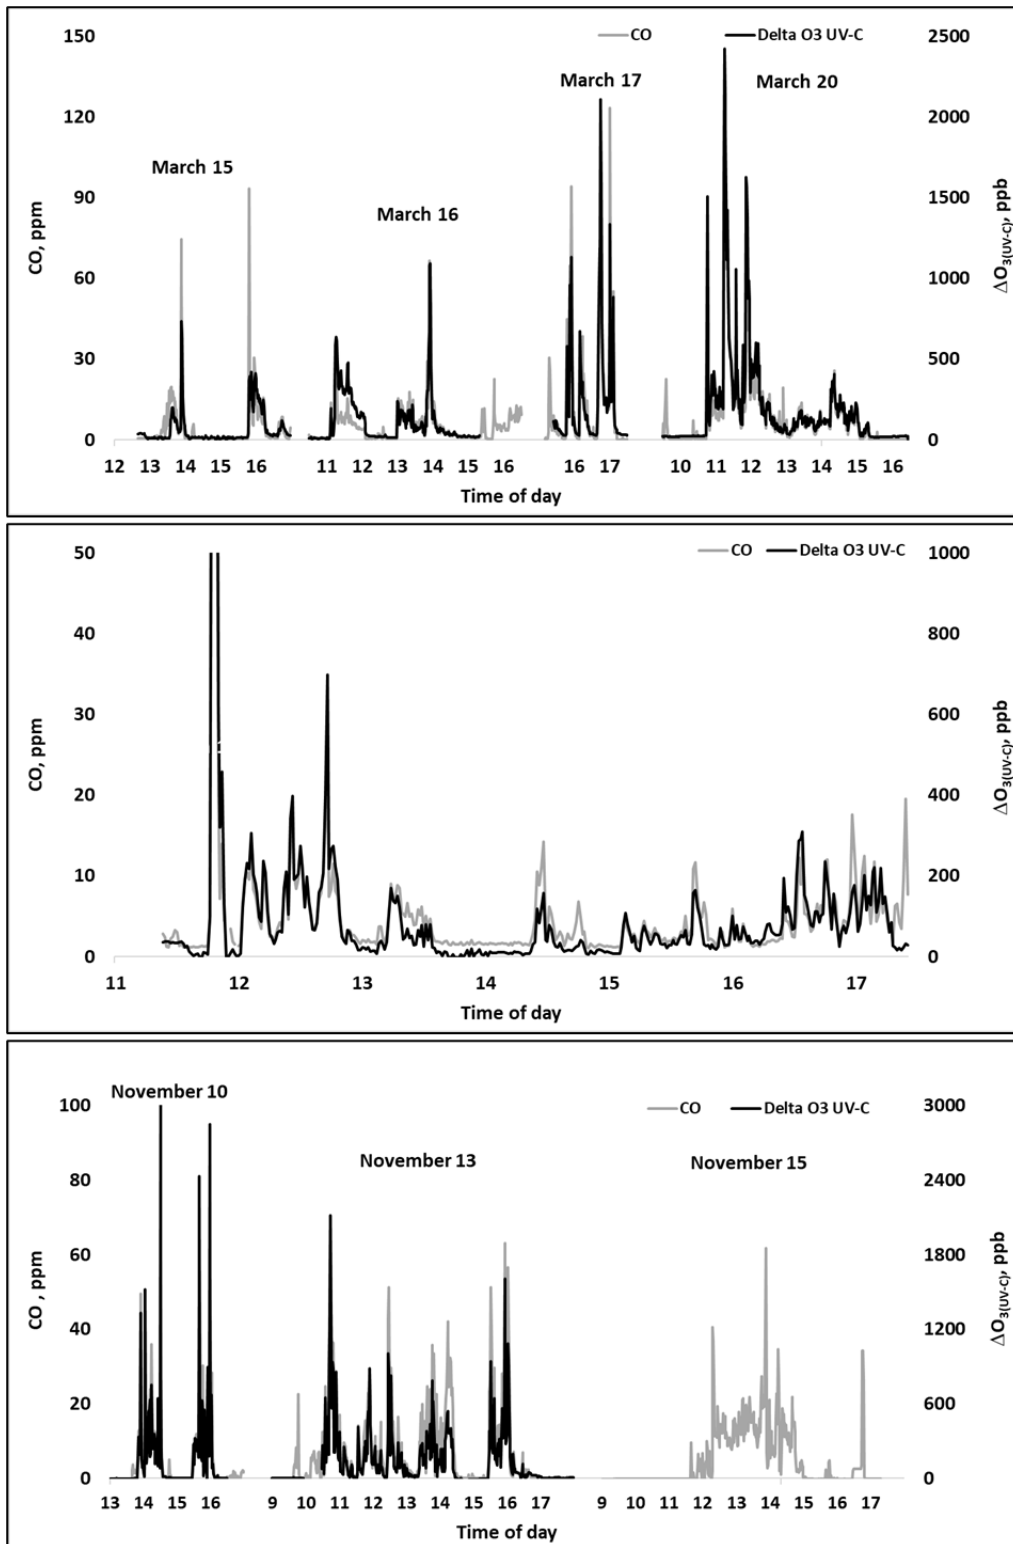 CO Delta O3 UV-C
150 2500
March 17 March 20
120 2000
March 15
90 1500
March 16
60 1000
30 500
0 0
CO, ppm
ΔO3(UV-C), ppb
12 13 14 15 16 11 13 14 16 16 17 10 11 12 13 14 15 16
Time of day
CO Delta O3 UV-C
50 1000
40 800
30 600
20 400
10 200
0 0
CO, ppm
ΔO3(UV-C), ppb
11 12 13 14 15 16 17
Time of day
November 10
100 3000
CO Delta O3 UV-C
November 13 November 15
80 2400
60 1800
40 1200
20 600
0 0
CO , ppm
ΔO3(UV-C), ppb
13 14 15 16 9 10 11 12 13 14 15 16 17 9 10 11 12 13 14 15 17
Time of day